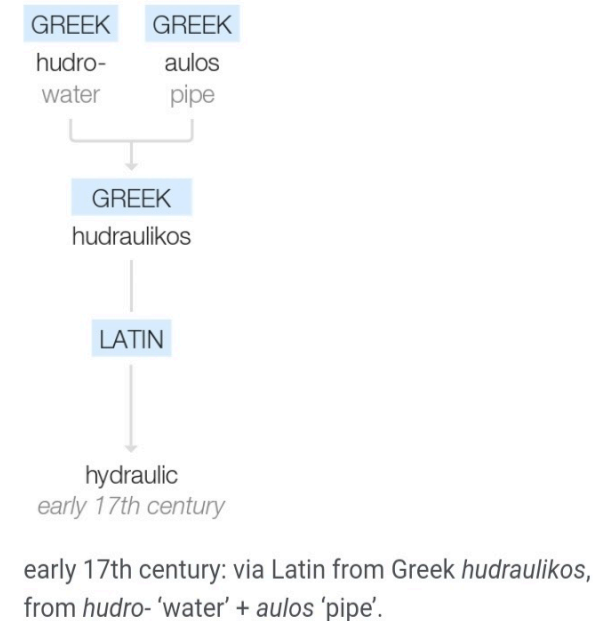 GREEK GREEK
hudro- aulos
water pipe
GREEK
hudraulikos
LATIN
hydraulic
early 17th century
early 17th century: via Latin from Greek hudraulikos,
from hudro- ‘water’ + aulos ‘pipe’.